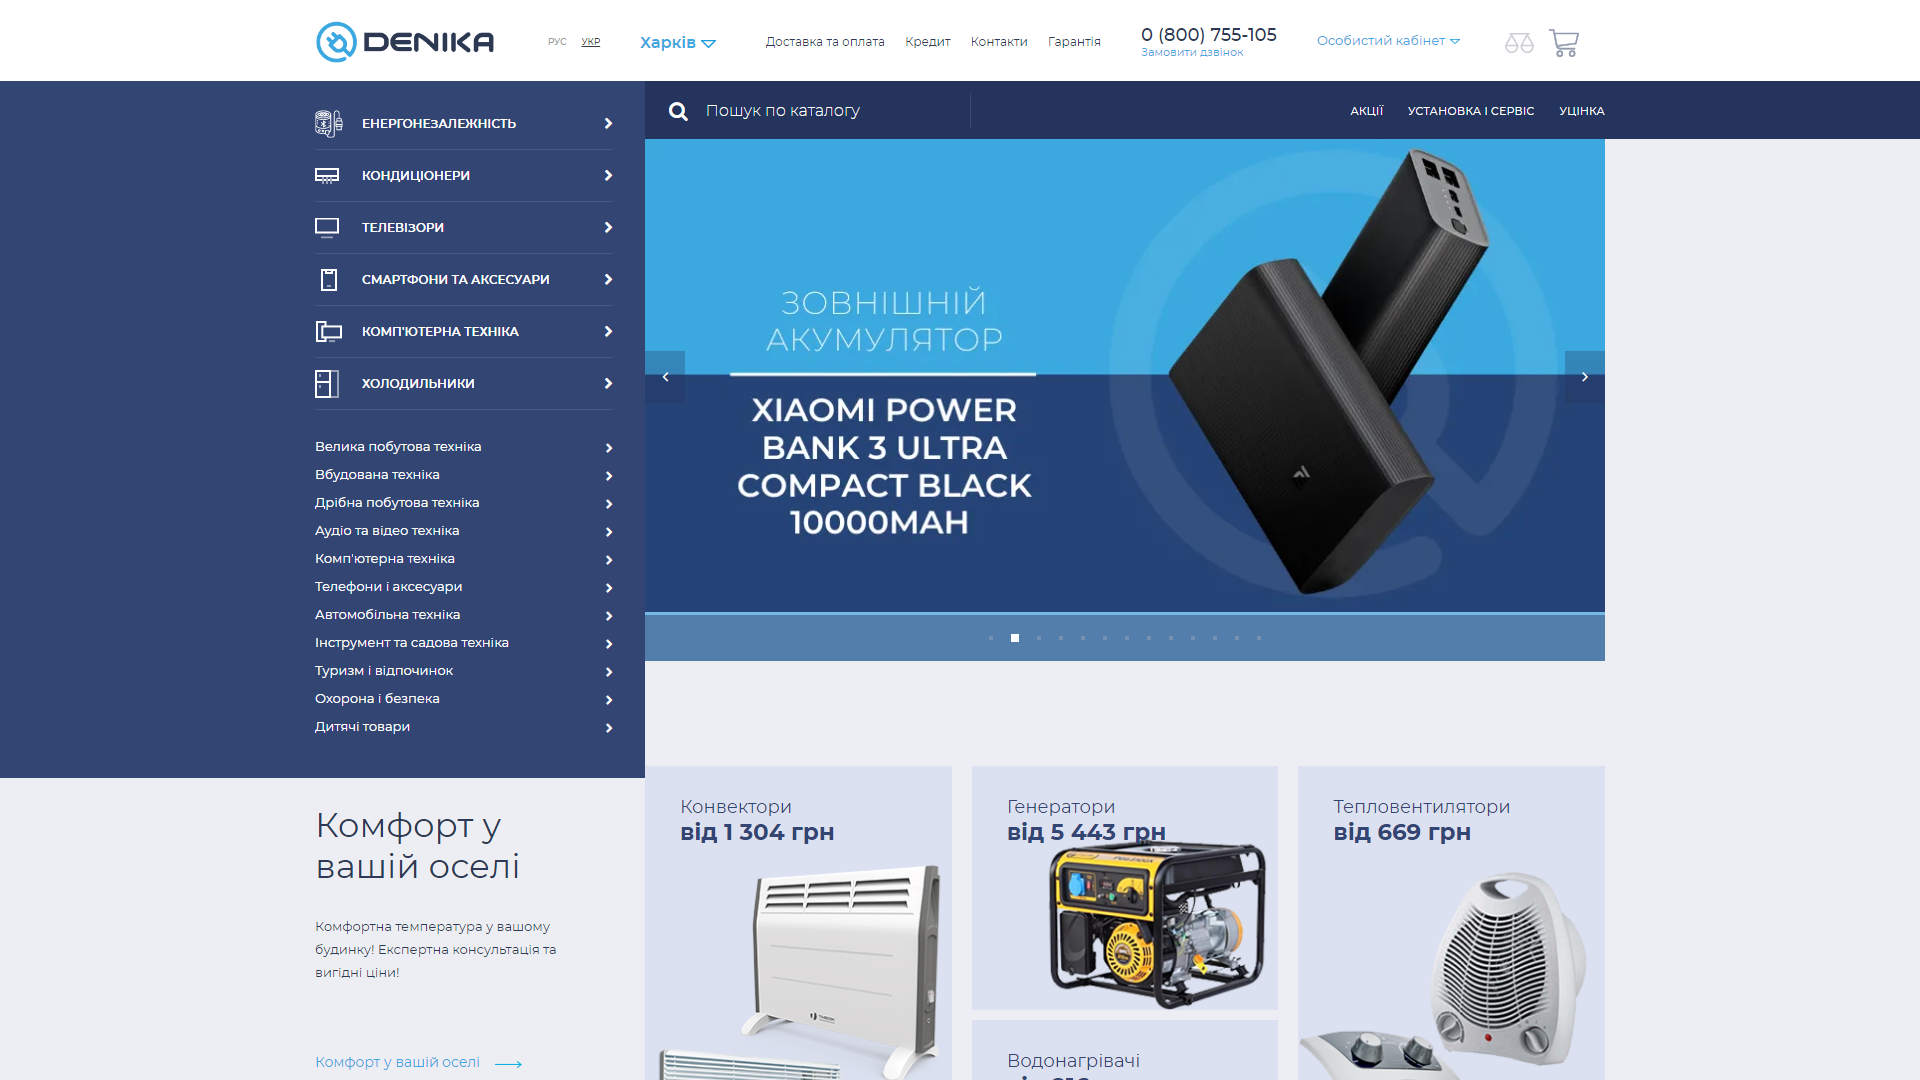 DENIKA
РУС УКР
Харків
Доставка та оплата Кредит Контакти Гарантія
0 (800) 755-105
Замовити дзвінок
Особистий кабінет
Пошук по каталогу
АКЦІЇ УСТАНОВКА І СЕРВІС УЦІНКА
ЕНЕРГОНЕЗАЛЕЖНІСТЬ
КОНДИЦІОНЕРИ
ТЕЛЕВІЗОРИ
СМАРТФОНИ ТА АКСЕСУАРИ
КОМП'ЮТЕРНА ТЕХНІКА
ХОЛОДИЛЬНИКИ
Велика побутова техніка
Вбудована техніка
Дрібна побутова техніка
Аудіо та відео техніка
Комп'ютерна техніка
Телефони і аксесуари
Автомобільна техніка
Інструмент та садова техніка
Туризм і відпочинок
Охорона і безпека
Дитячі товари
ЗОВНІШНІЙ
АКУМУЛЯТОР
XIAOMI POWER
BANK 3 ULTRA
COMPACT BLACK
10000MAH
Комфорт у
вашій оселі
Комфортна температура у вашому
будинку! Експертна консультація та
вигідні ціни!
Комфорт у вашій оселі
Конвектори
від 1 304 грн
Генератори
від 5 443 грн
Тепловентилятори
від 669 грн
Водонагрівачі